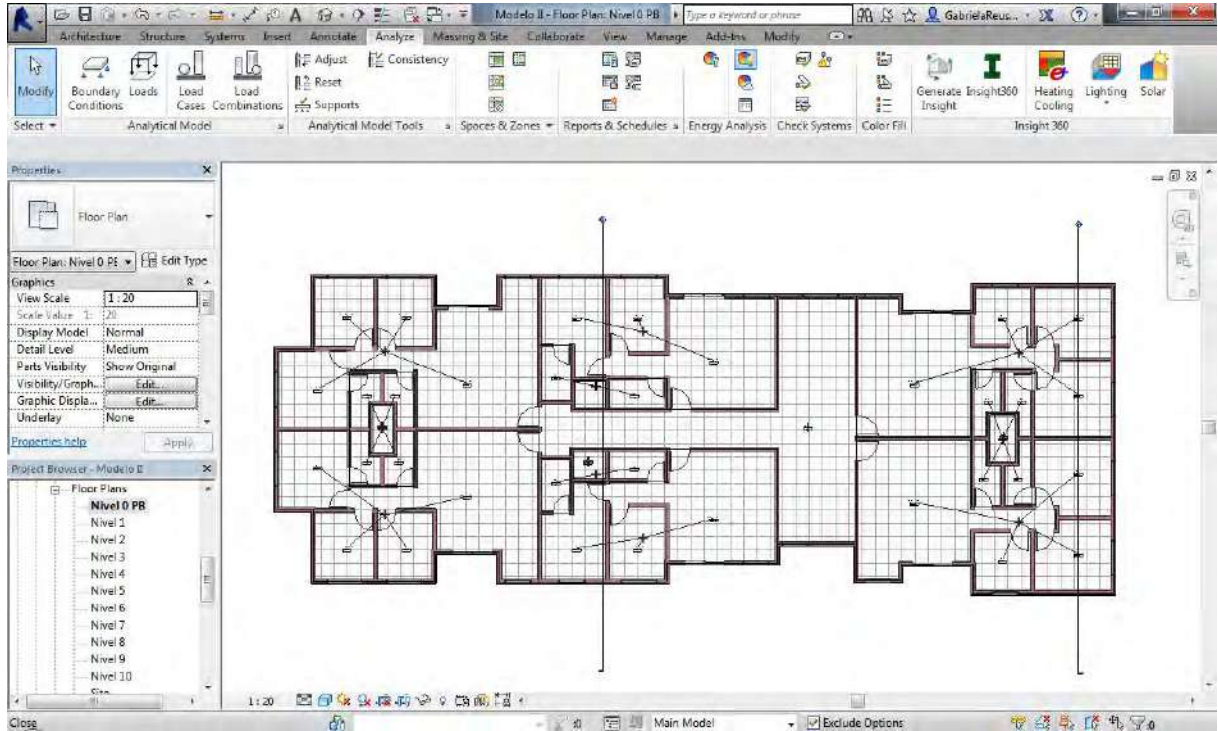 Modelo II - Floor Plan: Nivel 0 PB
Type a keyword or phrase
GabrielaReus...
Architecture Structure Systems Insert Annotate Analyze Massing & Site Collaborate View Manage Add-Ins Modify
Modify
Boundary Conditions
Loads
Load Cases
Load Combinations
Adjust
Consistency
Reset
Supports
Generate Insight
Insight360
Heating Cooling
Lighting
Solar
Select
Analytical Model
Analytical Model Tools
Spaces & Zones
Reports & Schedules
Energy Analysis
Check Systems
Color Fill
Insight 360
Properties
Floor Plan
Floor Plan: Nivel 0 PE
Edit Type
Graphics
View Scale 1 : 20
Scale Value 1: 20
Display Model Normal
Detail Level Medium
Parts Visibility Show Original
Visibility/Graph... Edit...
Graphic Displa... Edit...
Underlay None
Properties help
Apply
Project Browser - Modelo II
Floor Plans
Nivel 0 PB
Nivel 1
Nivel 2
Nivel 3
Nivel 4
Nivel 5
Nivel 6
Nivel 7
Nivel 8
Nivel 9
Nivel 10
Site
1 : 20
Close
:0
Main Model
Exclude Options
:0